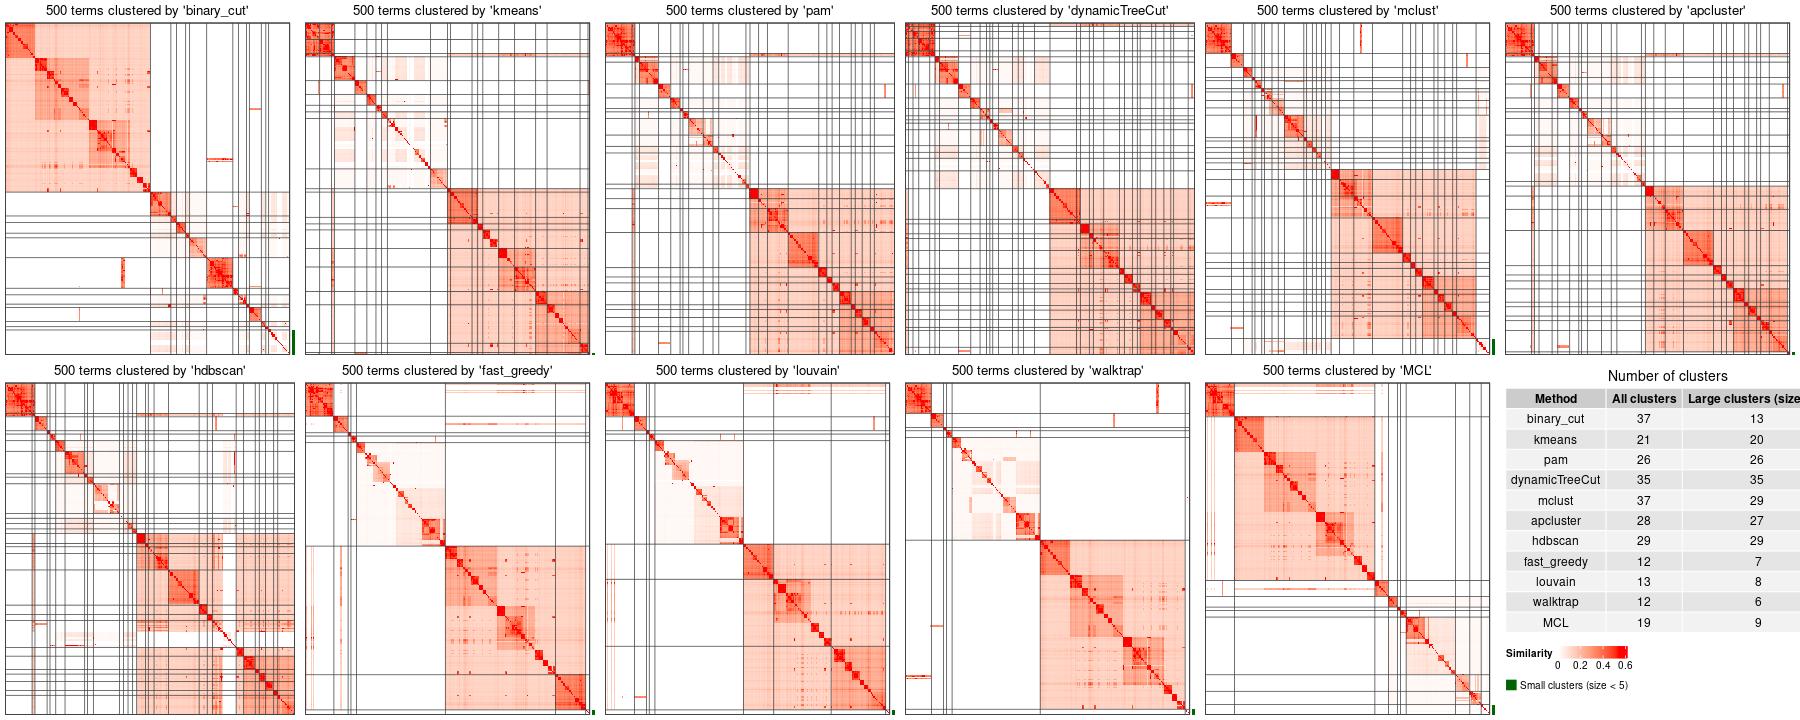 500 terms clustered by 'binary_cut'
500 terms clustered by 'kmeans'
500 terms clustered by 'pam'
500 terms clustered by 'dynamicTreeCut'
500 terms clustered by 'mclust'
500 terms clustered by 'apcluster'
500 terms clustered by 'hdbscan'
500 terms clustered by 'fast_greedy'
500 terms clustered by 'louvain'
500 terms clustered by 'walktrap'
500 terms clustered by 'MCL'
Number of clusters
Method All clusters Large clusters (size
binary_cut 37 13
kmeans 21 20
pam 26 26
dynamicTreeCut 35 35
mclust 37 29
apcluster 28 27
hdbscan 29 29
fast_greedy 12 7
louvain 13 8
walktrap 12 6
MCL 19 9
Similarity
0 0.2 0.4 0.6
Small clusters (size < 5)